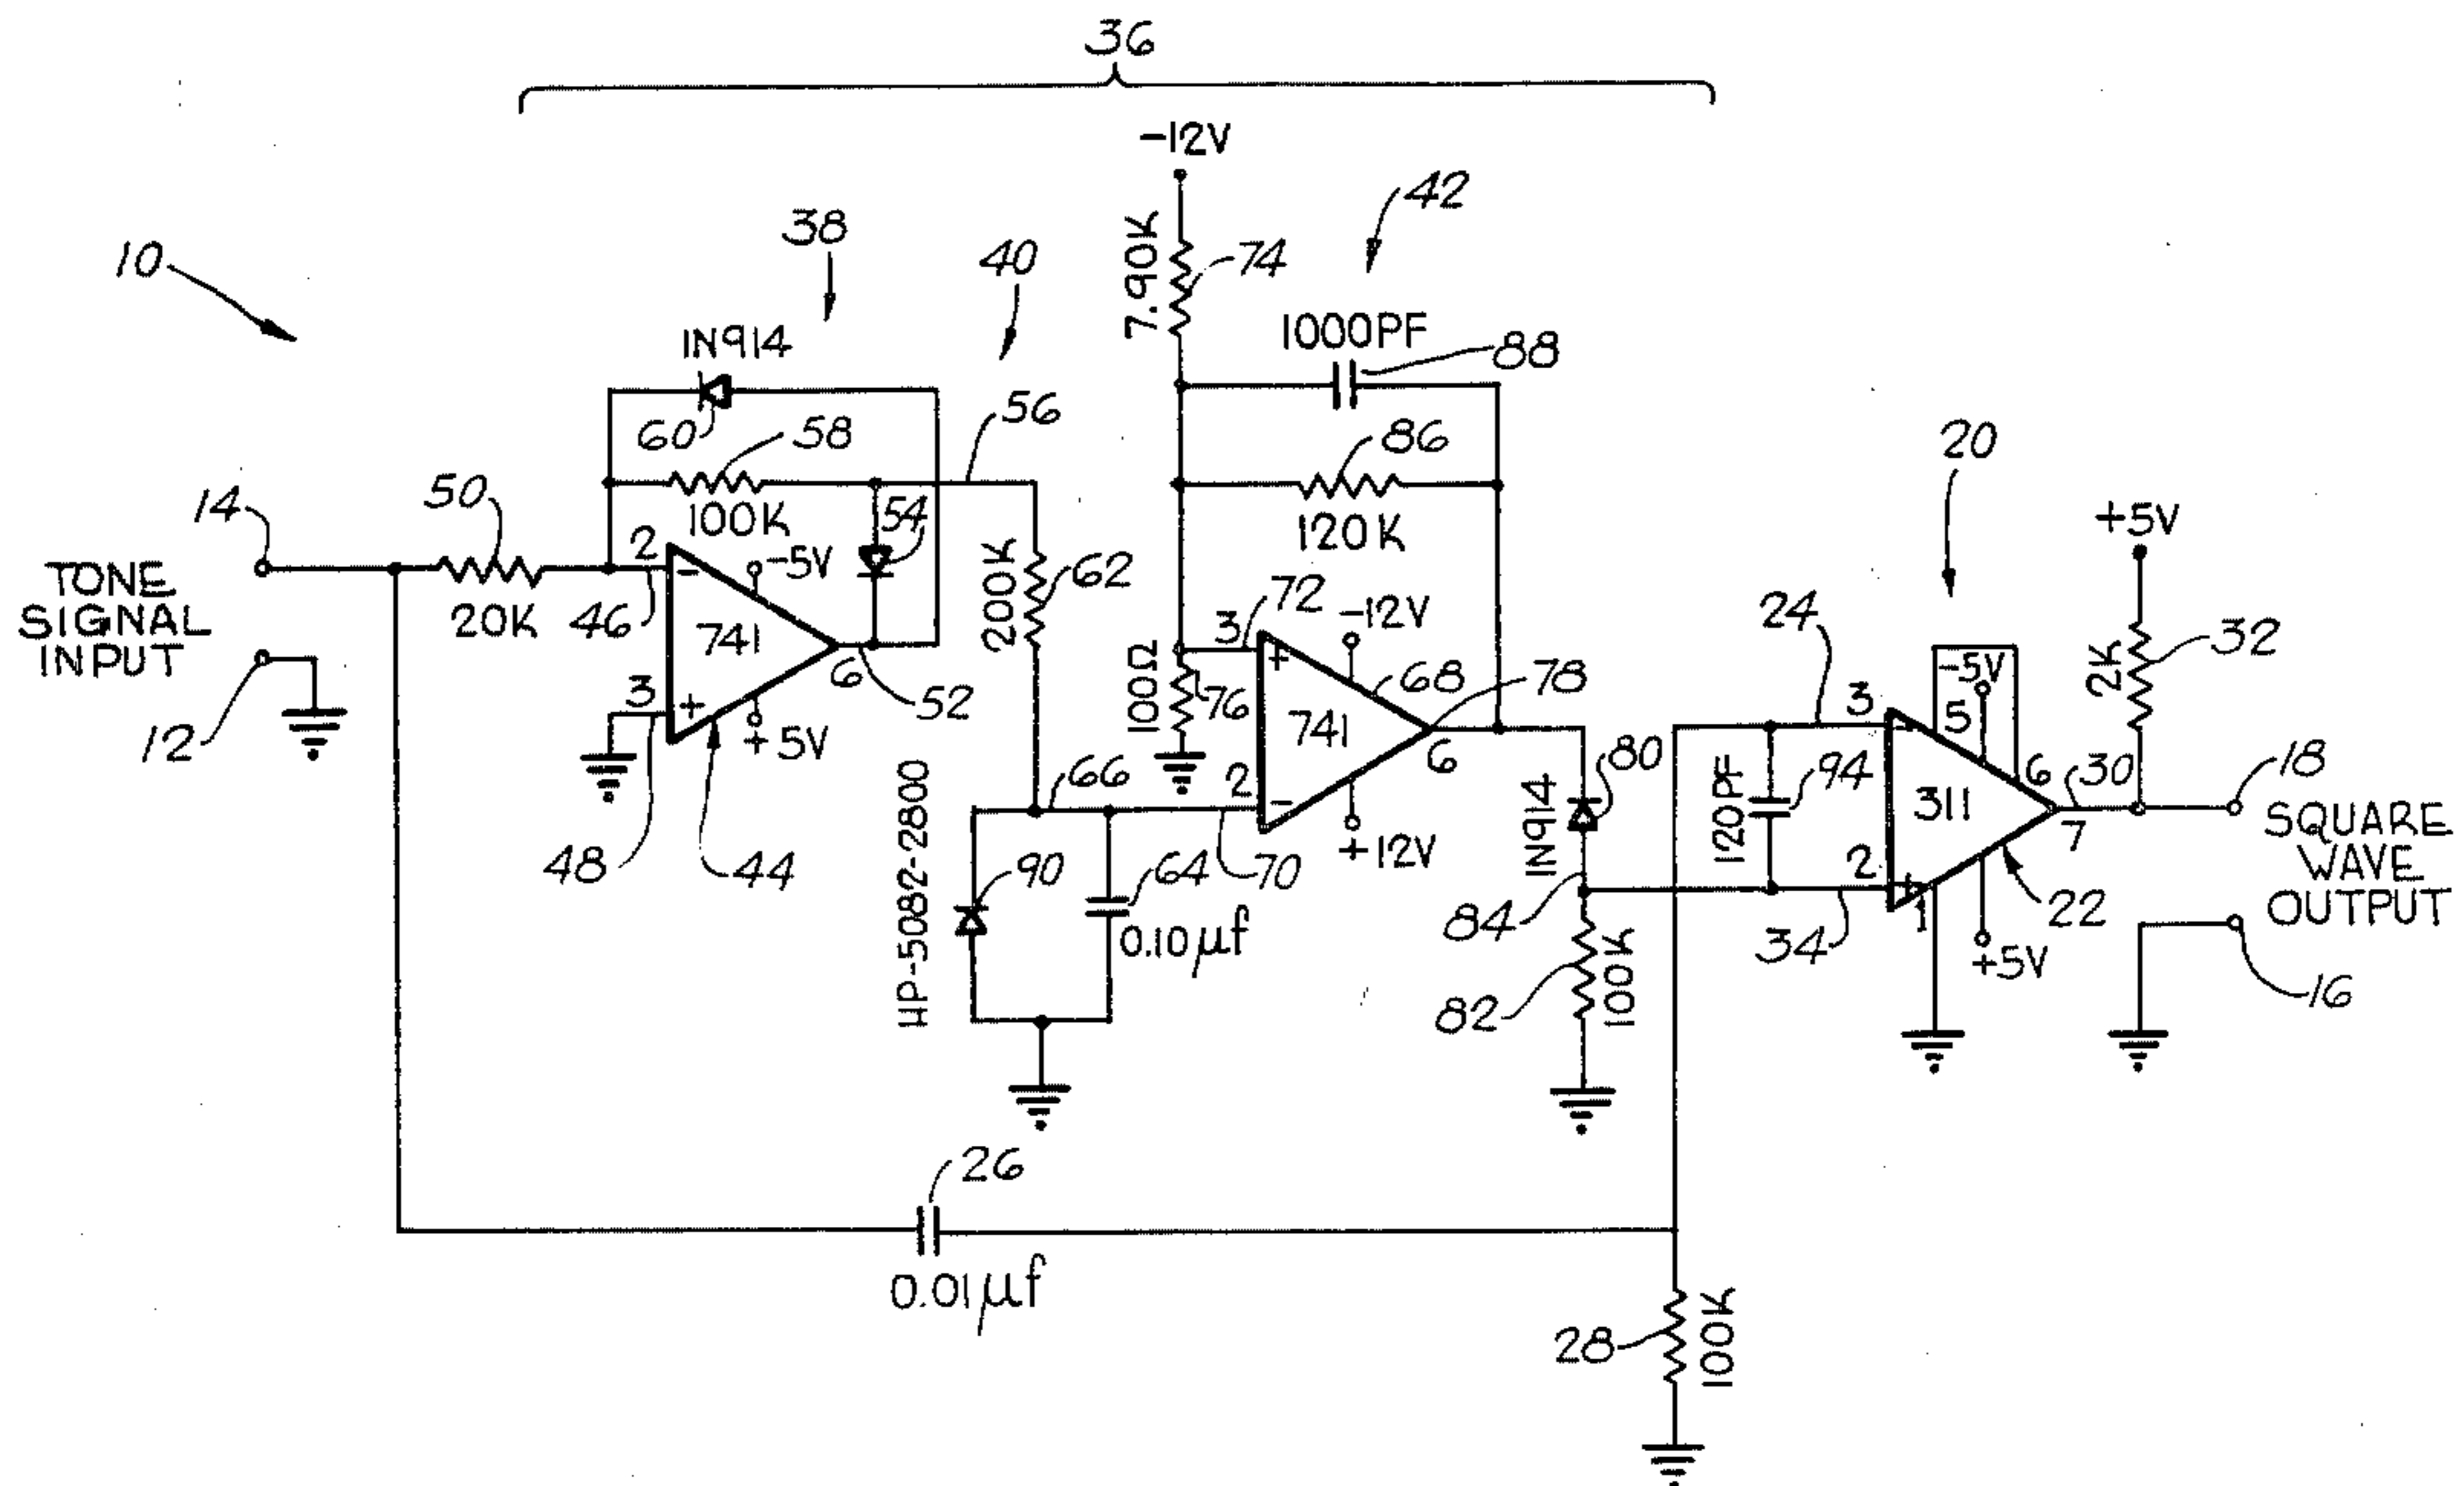 36
-12V
42
38
40
10
7.90K
74
1000PF
88
1N914
60
58
56
86
20
14
50
100K
54
120K
+5V
TONE
SIGNAL
INPUT
20K
2
-
46
741
-5V
6
52
3
+
+5V
48
44
12
200K
62
72
3
+
-12V
68
78
100Ω
76
741
6
2
-
+12V
70
66
HP-5082-2800
90
64
0.10µf
1N914
80
84
82
100K
24
3
-
-5V
5
6
120PF
94
311
30
7
2
+
1
34
+5V
22
2K
32
18
SQUARE
WAVE
OUTPUT
16
26
0.01µf
28
100K